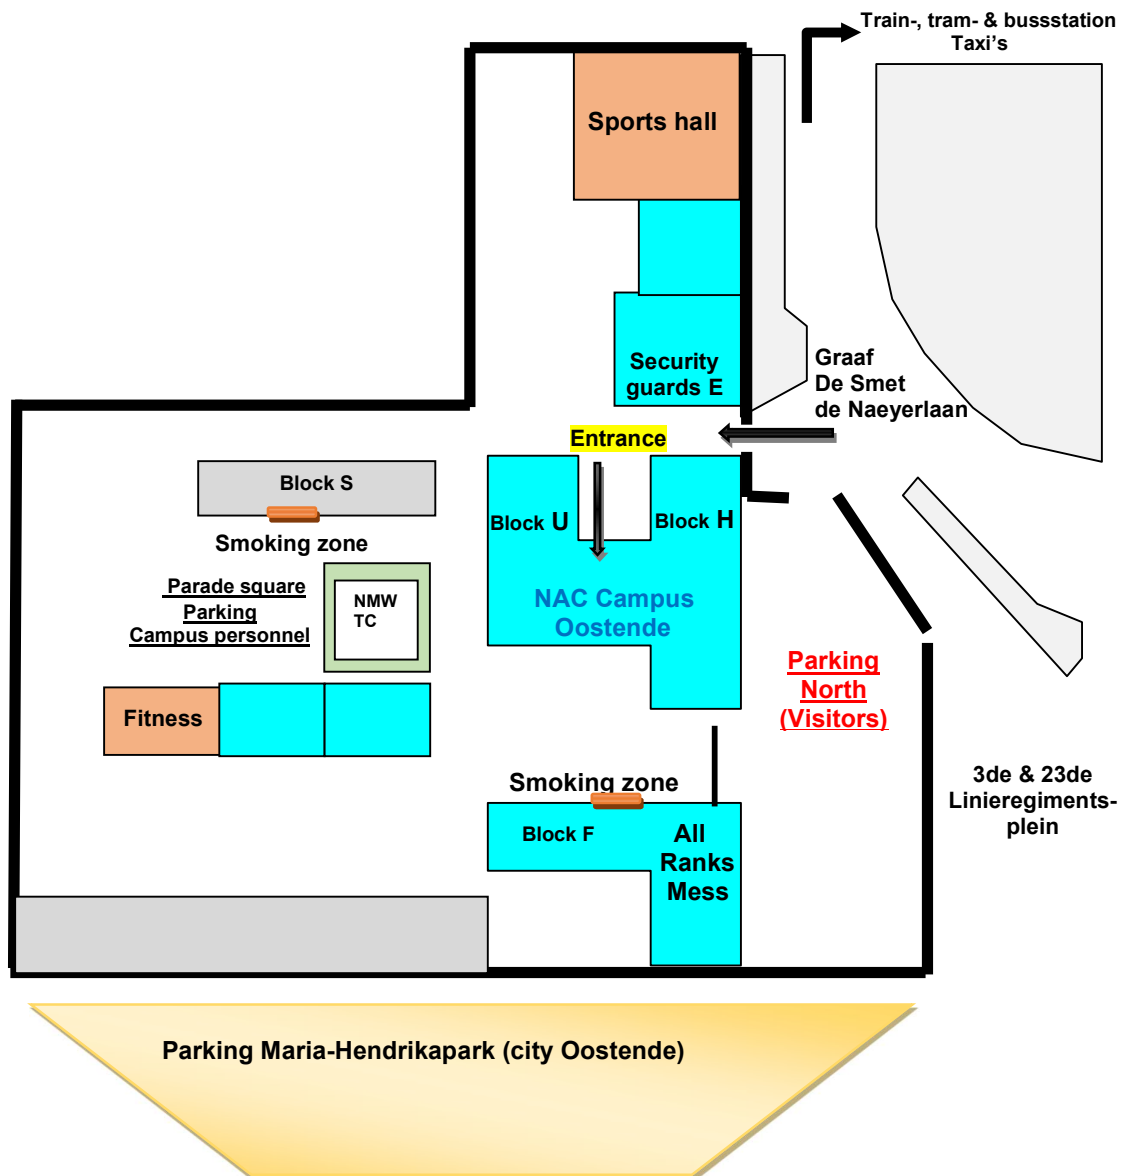 Train-, tram- & bussstation
Taxi's
Sports hall
Security
guards E
Graaf
De Smet
de Naeyerlaan
Entrance
Block S
Smoking zone
Block U
Block H
Parade square
Parking
Campus personnel
NMW
TC
NAC Campus
Oostende
Parking
North
(Visitors)
Fitness
3de & 23de
Linieregiments-
plein
Smoking zone
Block F
All
Ranks
Mess
Parking Maria-Hendrikapark (city Oostende)